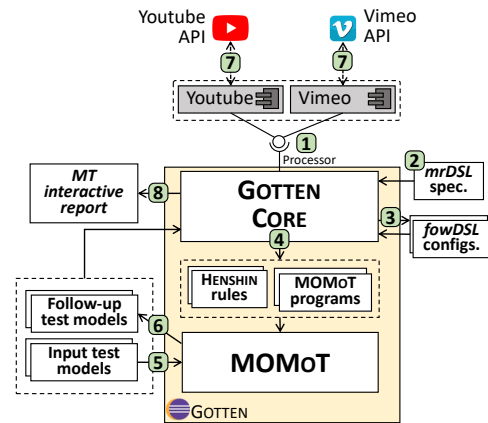 Youtube
API
Vimeo
API
7
7
Youtube
Vimeo
1
Processor
2
mrDSL
spec.
MT
interactive
report
8
GOTTEN
CORE
3
fowDSL
configs.
4
HENSHIN
rules
MOMoT
programs
Follow-up
test models
6
Input test
models
5
MOMoT
GOTTEN